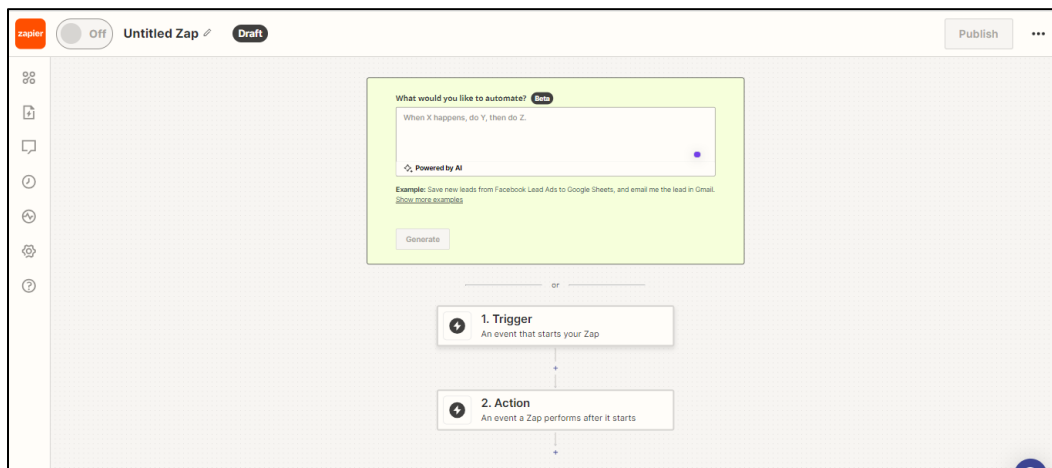 zapier
Off
Untitled Zap
Draft
Publish
What would you like to automate? Beta
When X happens, do Y, then do Z.
Powered by AI
Example: Save new leads from Facebook Lead Ads to Google Sheets, and email me the lead in Gmail.
Show more examples
Generate
or
1. Trigger
An event that starts your Zap
2. Action
An event a Zap performs after it starts